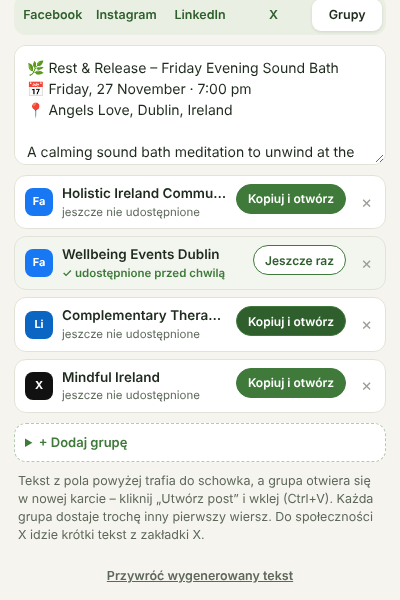 Facebook Instagram LinkedIn X Grupy
🌿 Rest & Release – Friday Evening Sound Bath
📅 Friday, 27 November · 7:00 pm
📍 Angels Love, Dublin, Ireland
A calming sound bath meditation to unwind at the
Fa Holistic Ireland Commu... Kopiuj i otwórz ×
jeszcze nie udostępnione
Fa Wellbeing Events Dublin Jeszcze raz ×
✓ udostępnione przed chwilą
Li Complementary Thera... Kopiuj i otwórz ×
jeszcze nie udostępnione
X Mindful Ireland Kopiuj i otwórz ×
jeszcze nie udostępnione
▶ + Dodaj grupę
Tekst z pola powyżej trafia do schowka, a grupa otwiera się
w nowej karcie – kliknij „Utwórz post” i wklej (Ctrl+V). Każda
grupa dostaje trochę inny pierwszy wiersz. Do społeczności
X idzie krótki tekst z zakładki X.
Przywróć wygenerowany tekst